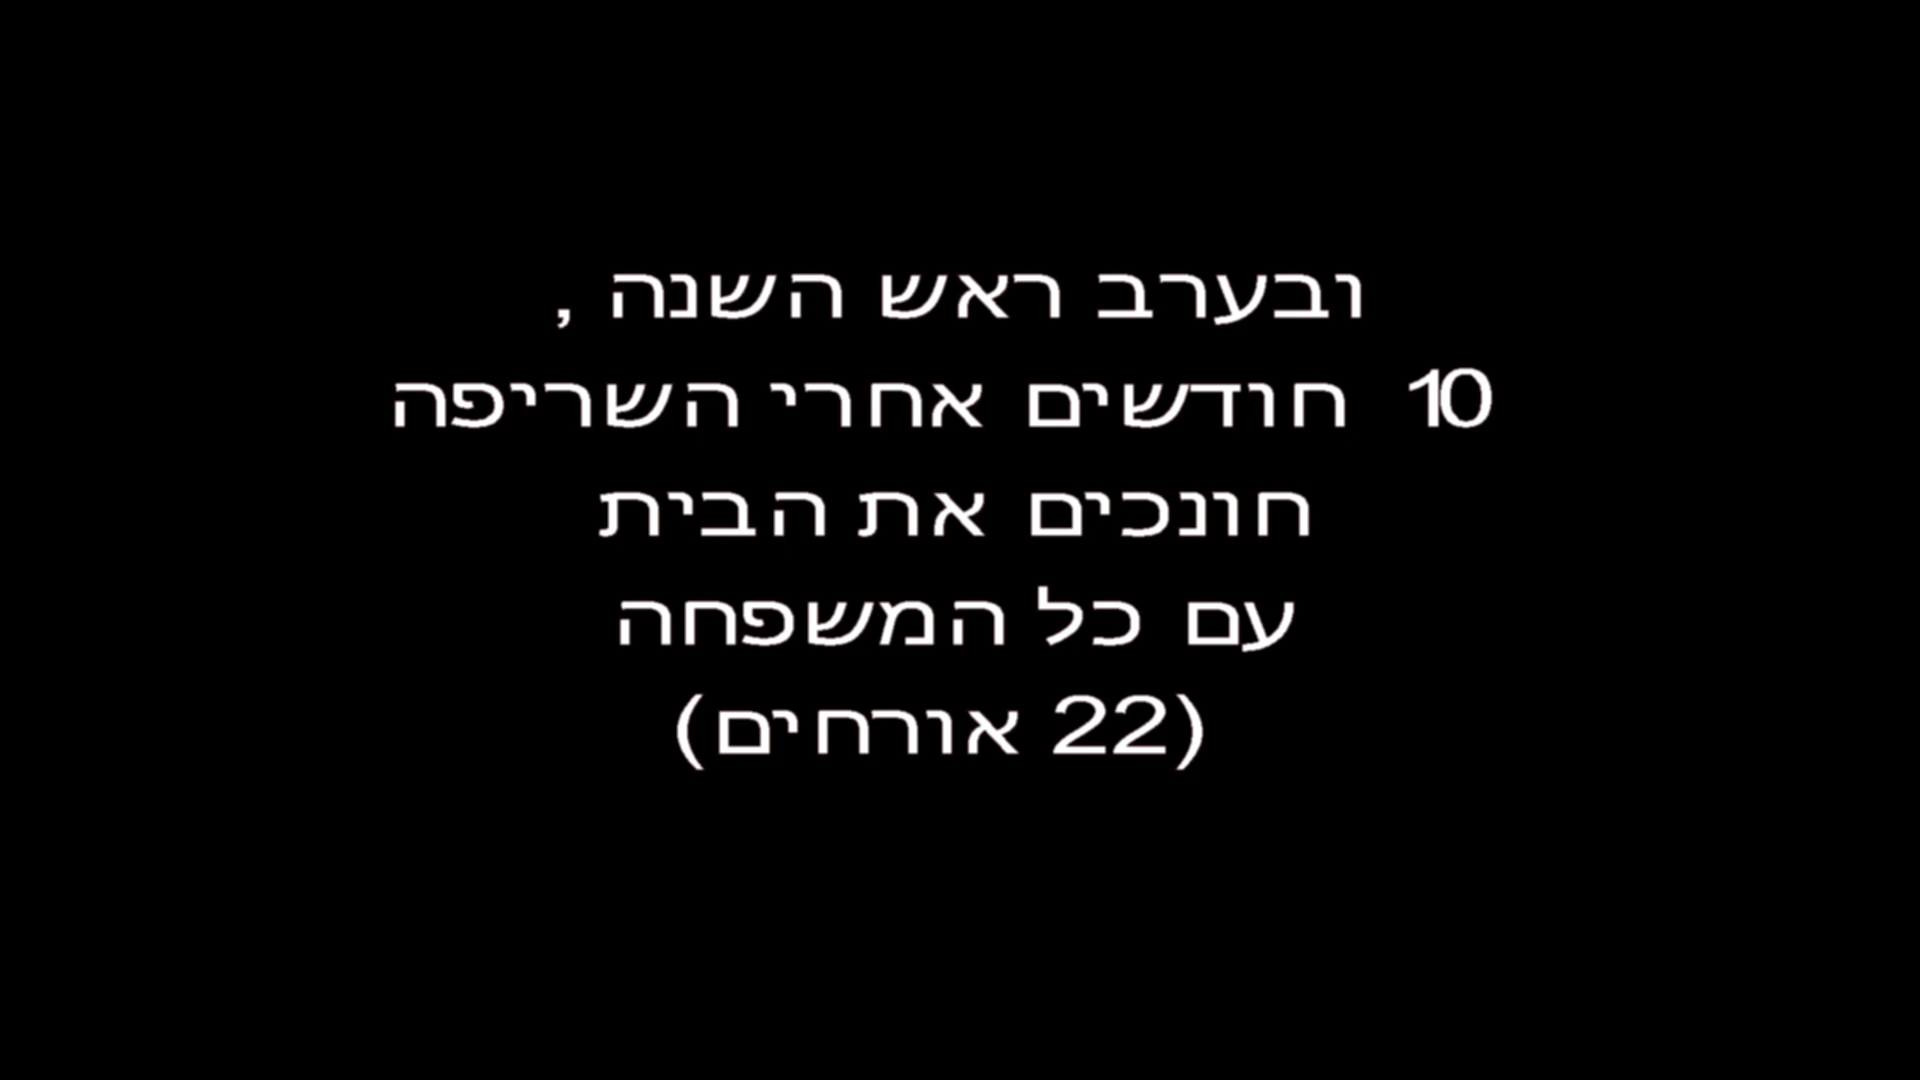 ובערב ראש השנה ,
10 חודשים אחרי השריפה
חונכים את הבית
עם כל המשפחה
(22 אורחים)